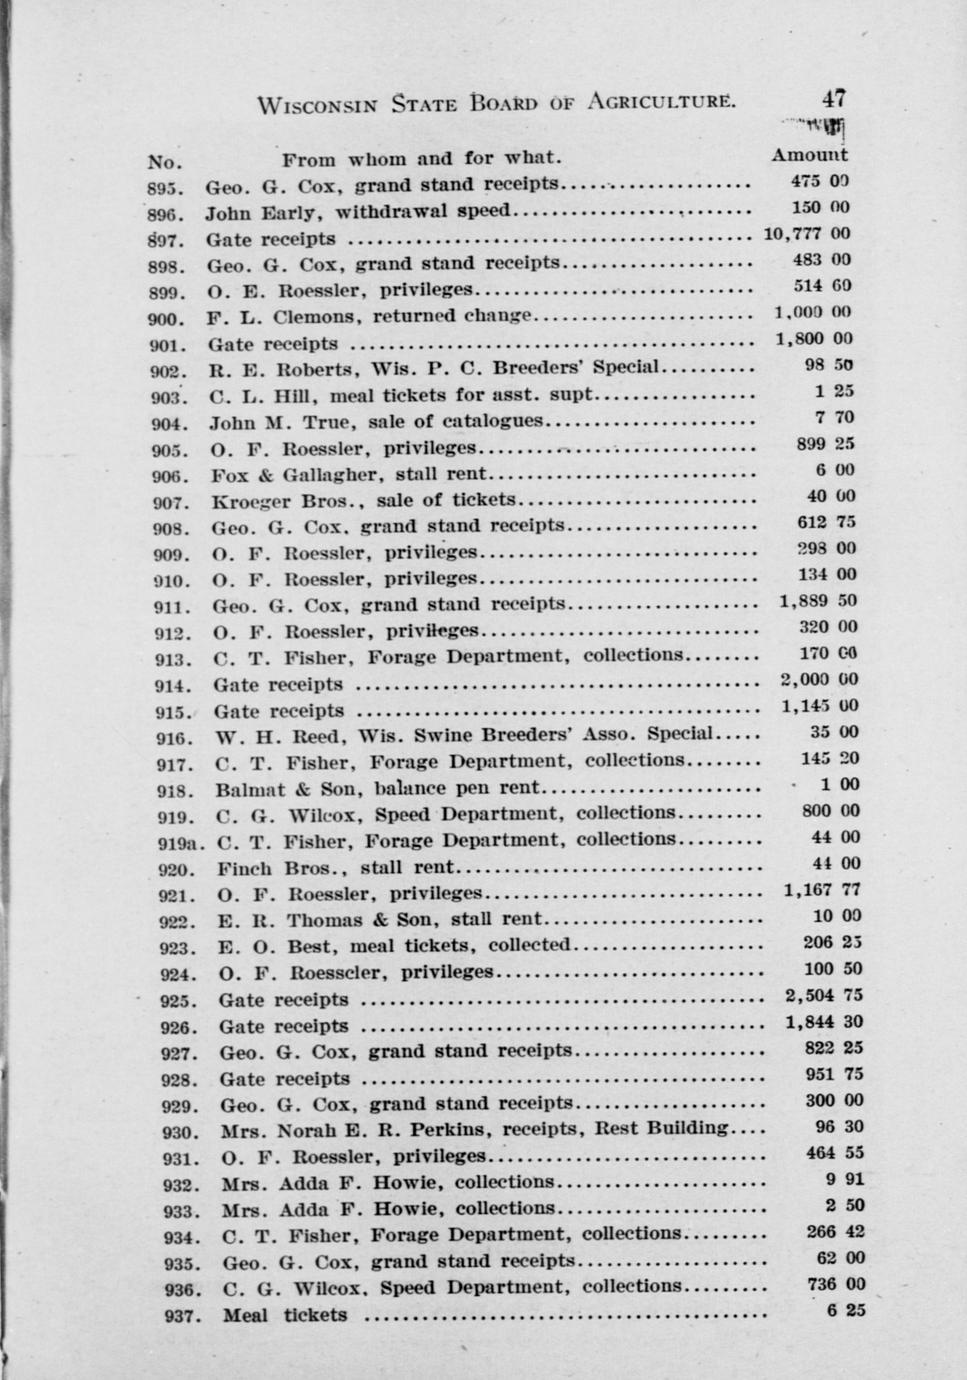 WISCONSIN STATE BOARD OF AGRICULTURE. 47
No. From whom and for what. Amount
895. Geo. G. Cox, grand stand receipts.................... 475 00
896. John Early, withdrawal speed......................... 150 00
897. Gate receipts ........................................... 10,777 00
898. Geo. G. Cox, grand stand receipts.................... 483 00
899. O. E. Roessler, privileges............................. 514 60
900. F. L. Clemons, returned change....................... 1,000 00
901. Gate receipts ........................................... 1,800 00
902. R. E. Roberts, Wis. P. C. Breeders' Special.......... 98 50
903. C. L. Hill, meal tickets for asst. supt................. 1 25
904. John M. True, sale of catalogues...................... 7 70
905. O. F. Roessler, privileges............................. 899 25
906. Fox & Gallagher, stall rent............................ 6 00
907. Kroeger Bros., sale of tickets......................... 40 00
908. Geo. G. Cox. grand stand receipts.................... 612 75
909. O. F. Roessler, privileges............................. 298 00
910. O. F. Roessler, privileges............................. 134 00
911. Geo. G. Cox, grand stand receipts.................... 1,889 50
912. O. F. Roessler, privileges............................. 320 00
913. C. T. Fisher, Forage Department, collections........ 170 00
914. Gate receipts ........................................... 2,000 00
915. Gate receipts ........................................... 1,145 00
916. W. H. Reed, Wis. Swine Breeders' Asso. Special..... 35 00
917. C. T. Fisher, Forage Department, collections........ 145 20
918. Balmat & Son, balance pen rent....................... 1 00
919. C. G. Wilcox, Speed Department, collections......... 800 00
919a. C. T. Fisher, Forage Department, collections......... 44 00
920. Finch Bros., stall rent................................ 44 00
921. O. F. Roessler, privileges............................. 1,167 77
922. E. R. Thomas & Son, stall rent....................... 10 00
923. E. O. Best, meal tickets, collected.................... 206 25
924. O. F. Roesscler, privileges............................ 100 50
925. Gate receipts ........................................... 2,504 75
926. Gate receipts ........................................... 1,844 30
927. Geo. G. Cox, grand stand receipts.................... 822 25
928. Gate receipts ........................................... 951 75
929. Geo. G. Cox, grand stand receipts.................... 300 00
930. Mrs. Norah E. R. Perkins, receipts, Rest Building.... 96 30
931. O. F. Roessler, privileges............................. 464 55
932. Mrs. Adda F. Howie, collections...................... 9 91
933. Mrs. Adda F. Howie, collections...................... 2 50
934. C. T. Fisher, Forage Department, collections......... 266 42
935. Geo. G. Cox, grand stand receipts.................... 62 00
936. C. G. Wilcox. Speed Department, collections......... 736 00
937. Meal tickets ........................................... 6 25